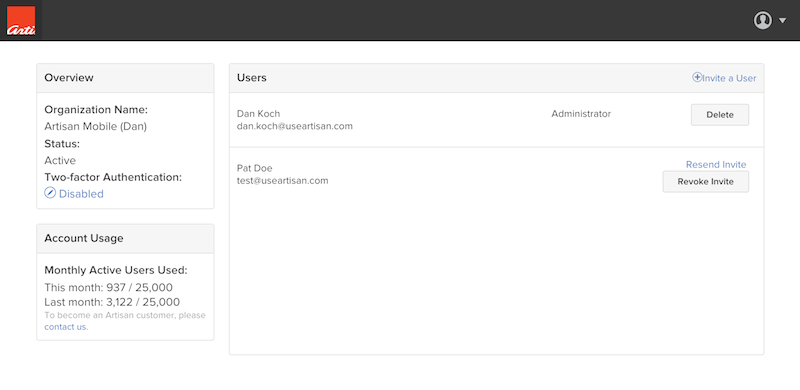 arti
Overview
Organization Name:
Artisan Mobile (Dan)
Status:
Active
Two-factor Authentication:
Disabled
Account Usage
Monthly Active Users Used:
This month: 937 / 25,000
Last month: 3,122 / 25,000
To become an Artisan customer, please
contact us.
Users
Invite a User
Dan Koch
Administrator
Delete
dan.koch@useartisan.com
Pat Doe
Resend Invite
test@useartisan.com
Revoke Invite